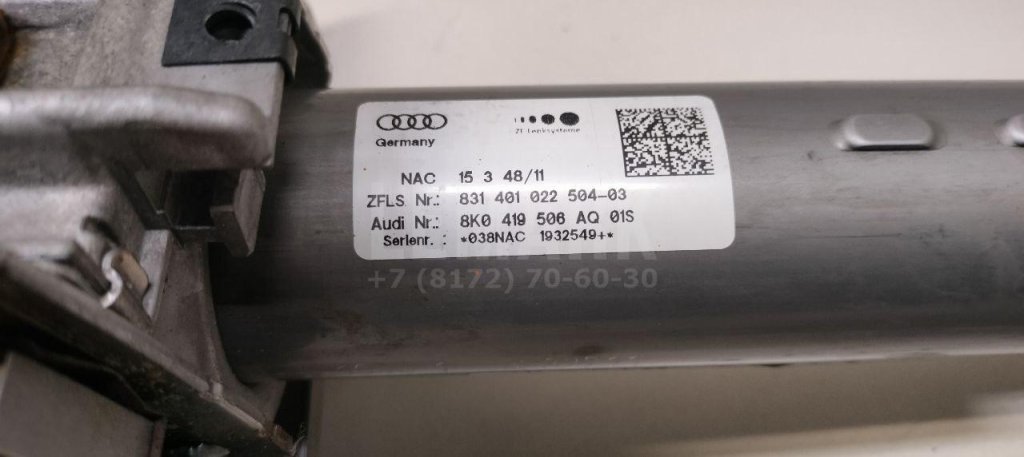 Germany
ZF Lenksysteme
NAC 15 3 48/11
ZFLS Nr.: 831 401 022 504-03
Audi Nr.: 8K0 419 506 AQ 01S
Serienr. : *038NAC 1932549+*
+7 (8172) 70-60-30